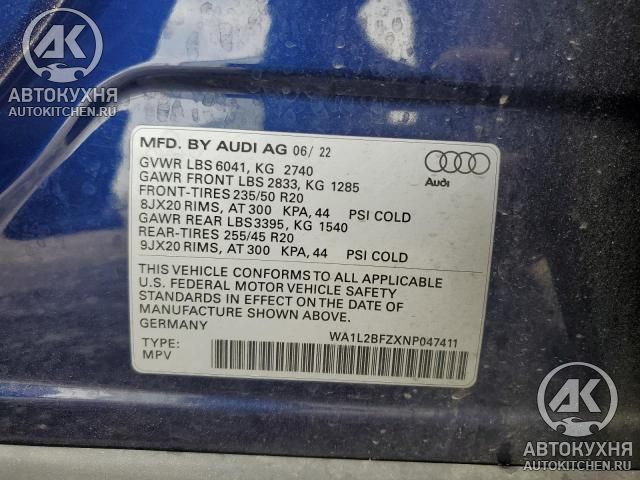 АК
АВТОКУХНЯ
AUTOKITCHEN.RU
MFD. BY AUDI AG 06/ 22
GVWR LBS 6041, KG 2740
GAWR FRONT LBS 2833, KG 1285
FRONT-TIRES 235/50 R20
8JX20 RIMS, AT 300 KPA, 44 PSI COLD
GAWR REAR LBS3395, KG 1540
REAR-TIRES 255/45 R20
9JX20 RIMS, AT 300 KPA, 44 PSI COLD
Audi
THIS VEHICLE CONFORMS TO ALL APPLICABLE
U.S. FEDERAL MOTOR VEHICLE SAFETY
STANDARDS IN EFFECT ON THE DATE OF
MANUFACTURE SHOWN ABOVE.
GERMANY
WA1L2BFZXNP047411
TYPE:
MPV
АК
АВТОКУХНЯ
AUTOKITCHEN.RU